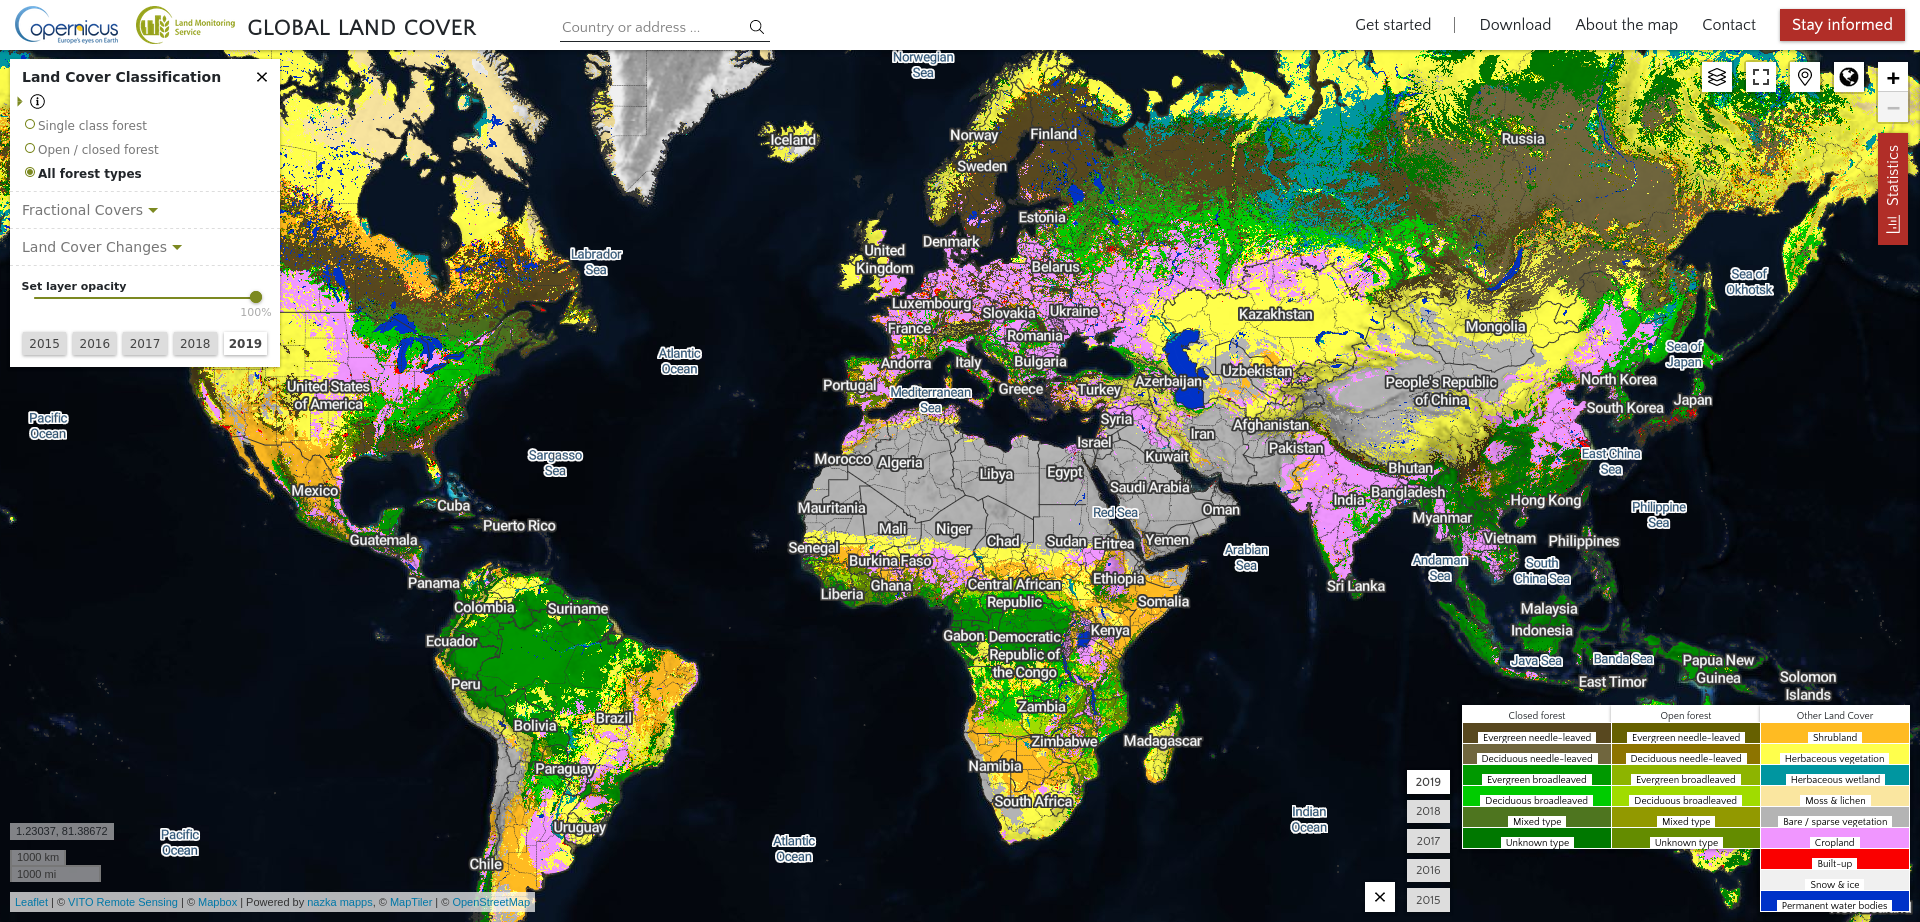 Copernicus
Europe's eyes on Earth
Land Monitoring
Service
GLOBAL LAND COVER
Country or address ...
Get started
Download
About the map
Contact
Stay informed
Land Cover Classification
Single class forest
Open / closed forest
All forest types
Fractional Covers
Land Cover Changes
Set layer opacity
100%
2015
2016
2017
2018
2019
+
−
Statistics
Norwegian
Sea
Iceland
Norway
Finland
Sweden
Russia
Estonia
Denmark
United
Kingdom
Belarus
Labrador
Sea
Sea of
Okhotsk
Luxembourg
Slovakia
Ukraine
Kazakhstan
France
Romania
Mongolia
Atlantic
Ocean
Andorra
Italy
Bulgaria
Sea of
Japan
United States
of America
Portugal
Mediterranean
Sea
Greece
Turkey
Azerbaijan
Uzbekistan
People's Republic
of China
North Korea
South Korea
Japan
Pacific
Ocean
Syria
Afghanistan
Iran
Israel
Pakistan
Sargasso
Sea
Morocco
Algeria
Libya
Egypt
Kuwait
East China
Sea
Bhutan
Mexico
Cuba
Saudi Arabia
India
Bangladesh
Hong Kong
Mauritania
Red Sea
Oman
Philippine
Sea
Puerto Rico
Myanmar
Guatemala
Mali
Niger
Chad
Sudan
Eritrea
Yemen
Vietnam
Philippines
Senegal
Arabian
Sea
Burkina Faso
Andaman
Sea
South
China Sea
Panama
Ghana
Central African
Republic
Ethiopia
Sri Lanka
Liberia
Somalia
Colombia
Suriname
Malaysia
Ecuador
Gabon
Democratic
Republic of
the Congo
Kenya
Indonesia
Java Sea
Banda Sea
Papua New
Guinea
Peru
East Timor
Solomon
Islands
Zambia
Bolivia
Brazil
Zimbabwe
Madagascar
Paraguay
Namibia
South Africa
Uruguay
Indian
Ocean
Pacific
Ocean
Atlantic
Ocean
Chile
1.23037, 81.38672
1000 km
1000 mi
Leaflet | © VITO Remote Sensing | © Mapbox | Powered by nazka mapps, © MapTiler | © OpenStreetMap
2019
2018
2017
2016
2015
Closed forest
Evergreen needle-leaved
Deciduous needle-leaved
Evergreen broadleaved
Deciduous broadleaved
Mixed type
Unknown type
Open forest
Evergreen needle-leaved
Deciduous needle-leaved
Evergreen broadleaved
Deciduous broadleaved
Mixed type
Unknown type
Other Land Cover
Shrubland
Herbaceous vegetation
Herbaceous wetland
Moss & lichen
Bare / sparse vegetation
Cropland
Built-up
Snow & ice
Permanent water bodies